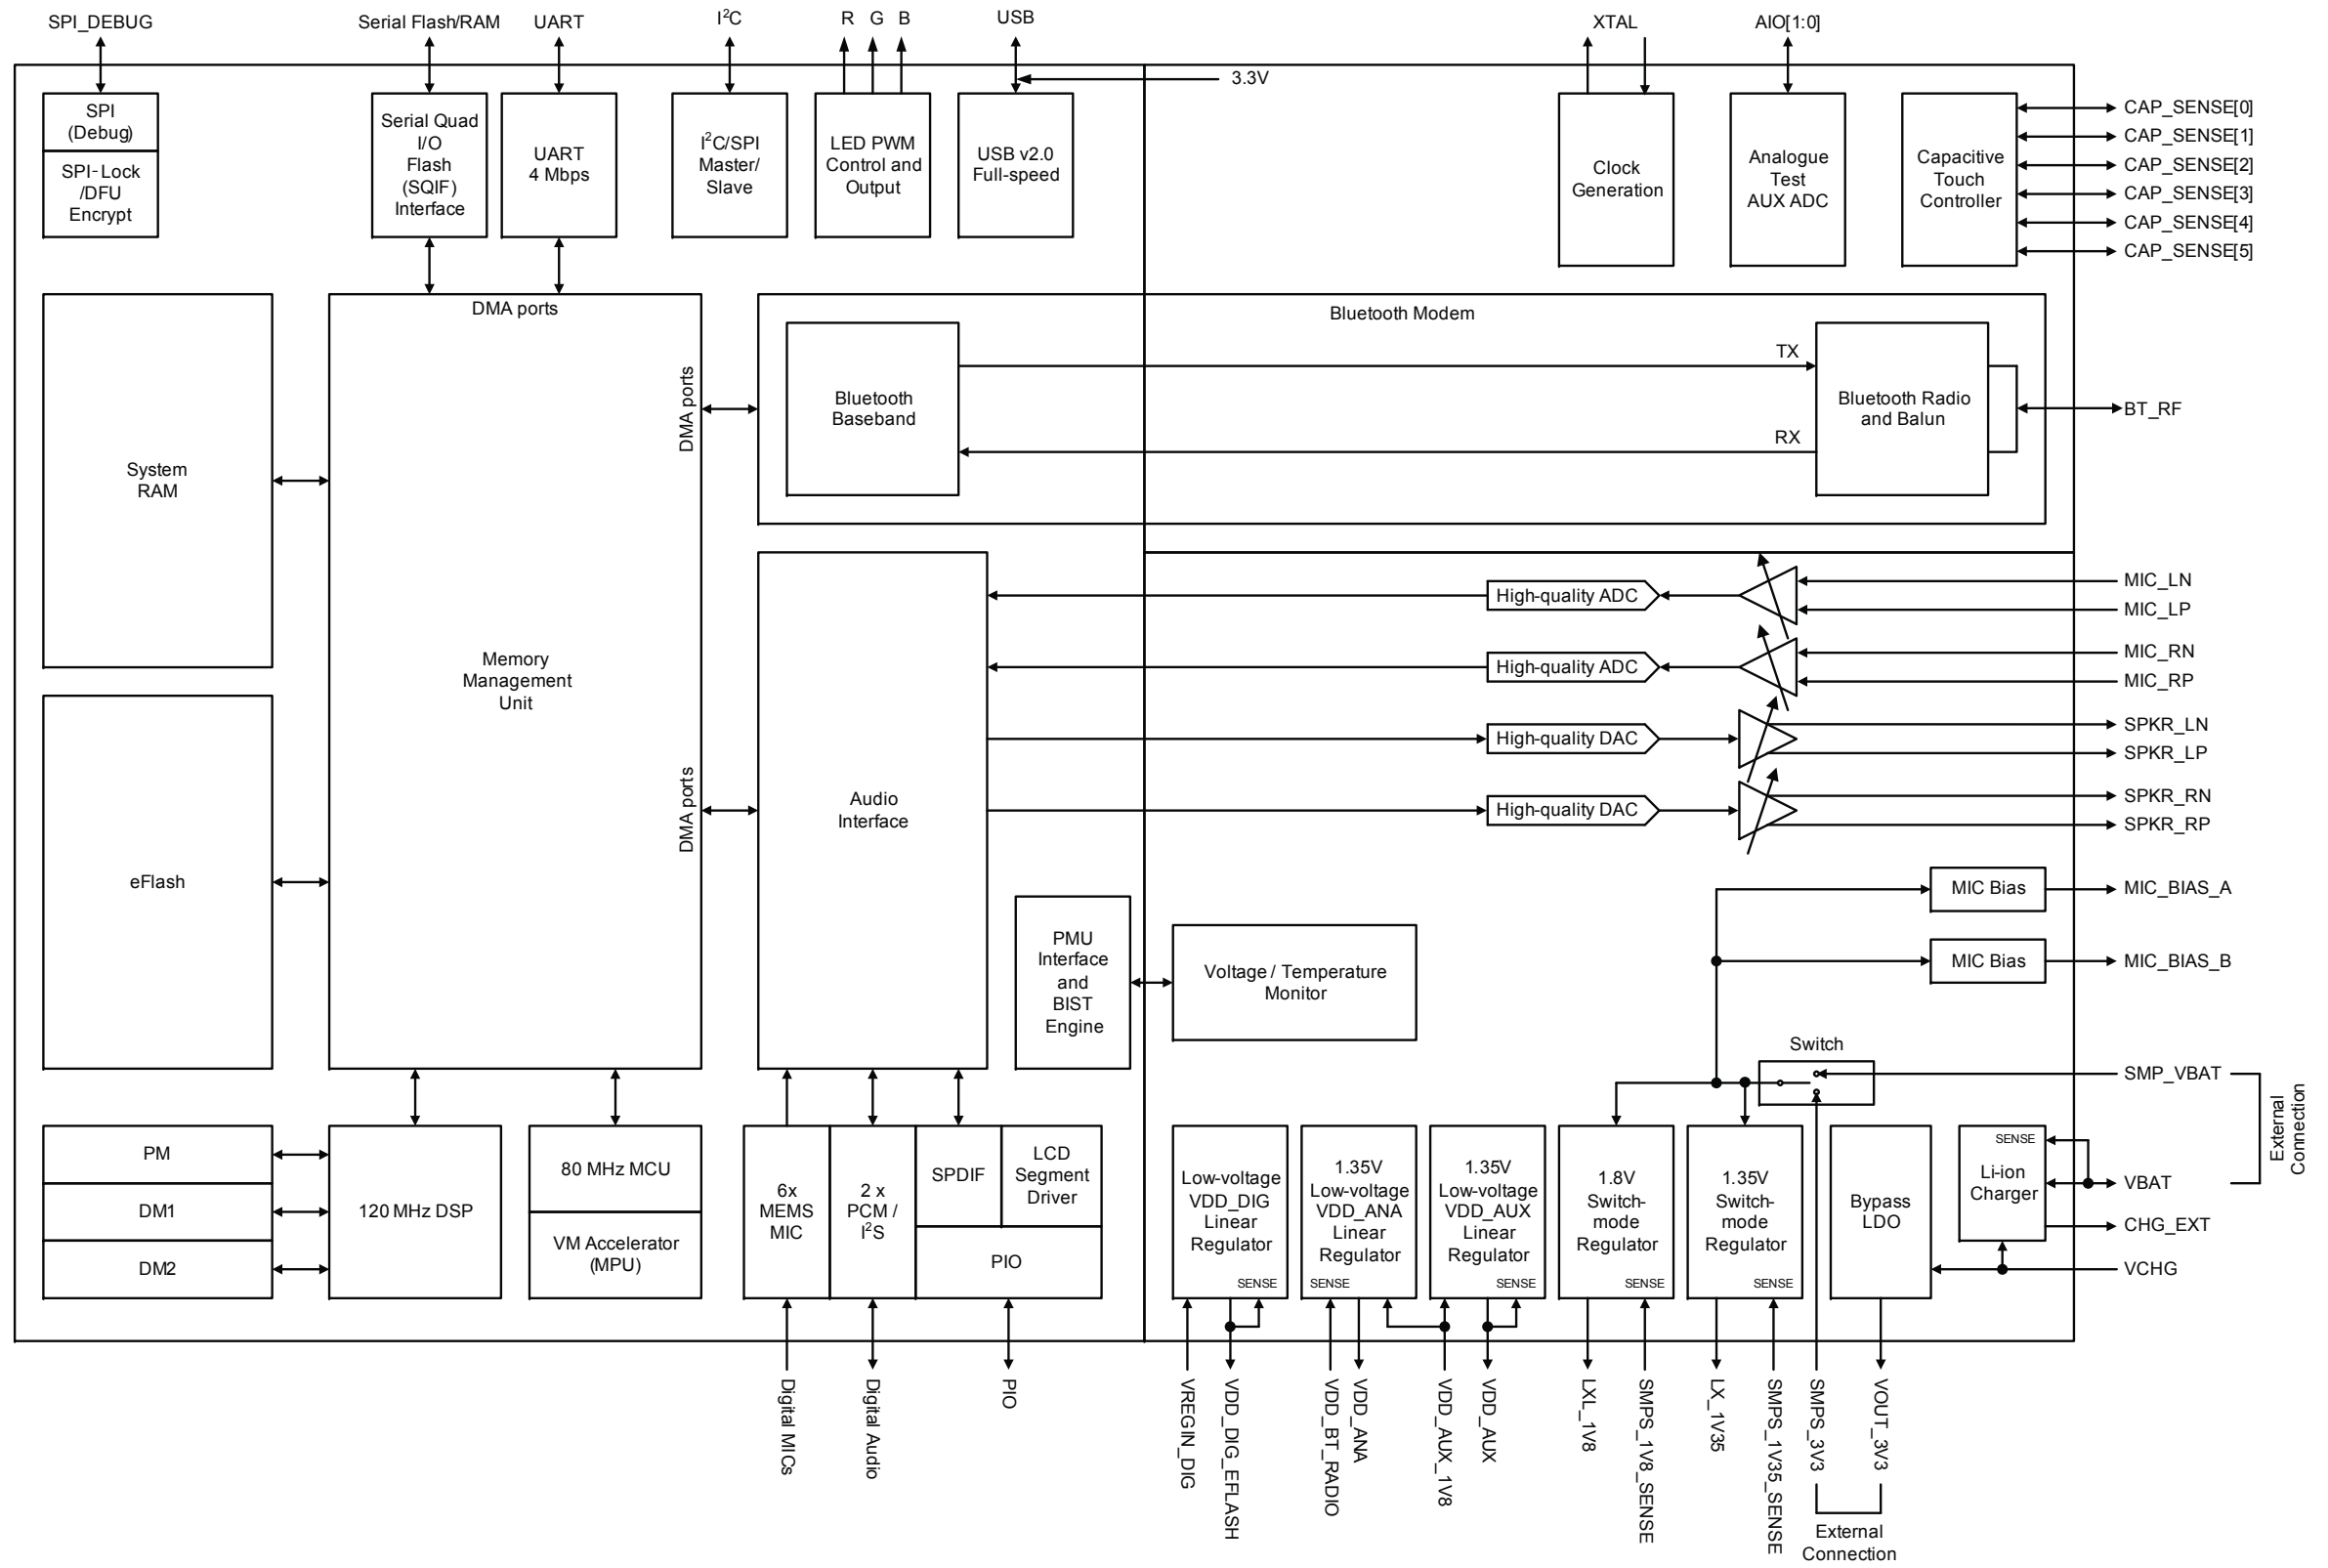 SPI_DEBUG
Serial Flash/RAM
UART
I²C
R
G
B
USB
XTAL
AIO[1:0]
3.3V
SPI
(Debug)
SPI-Lock
/DFU
Encrypt
Serial Quad
I/O
Flash
(SQIF)
Interface
UART
4 Mbps
I²C/SPI
Master/
Slave
LED PWM
Control and
Output
USB v2.0
Full-speed
Clock
Generation
Analogue
Test
AUX ADC
Capacitive
Touch
Controller
CAP_SENSE[0]
CAP_SENSE[1]
CAP_SENSE[2]
CAP_SENSE[3]
CAP_SENSE[4]
CAP_SENSE[5]
DMA ports
DMA ports
DMA ports
System
RAM
Memory
Management
Unit
eFlash
Bluetooth Modem
Bluetooth
Baseband
TX
RX
Bluetooth Radio
and Balun
BT_RF
Audio
Interface
High-quality ADC
High-quality ADC
High-quality DAC
High-quality DAC
MIC_LN
MIC_LP
MIC_RN
MIC_RP
SPKR_LN
SPKR_LP
SPKR_RN
SPKR_RP
MIC Bias
MIC_BIAS_A
MIC Bias
MIC_BIAS_B
PMU
Interface
and
BIST
Engine
Voltage / Temperature
Monitor
Switch
SMP_VBAT
External
Connection
PM
DM1
DM2
120 MHz DSP
80 MHz MCU
VM Accelerator
(MPU)
6x
MEMS
MIC
2 x
PCM /
I²S
SPDIF
LCD
Segment
Driver
PIO
Low-voltage
VDD_DIG
Linear
Regulator
SENSE
1.35V
Low-voltage
VDD_ANA
Linear
Regulator
SENSE
1.35V
Low-voltage
VDD_AUX
Linear
Regulator
SENSE
1.8V
Switch-
mode
Regulator
SENSE
1.35V
Switch-
mode
Regulator
SENSE
Bypass
LDO
SENSE
Li-ion
Charger
VBAT
CHG_EXT
VCHG
Digital MICs
Digital Audio
PIO
VREGIN_DIG
VDD_DIG_EFLASH
VDD_BT_RADIO
VDD_ANA
VDD_AUX_1V8
VDD_AUX
LXL_1V8
SMPS_1V8_SENSE
LX_1V35
SMPS_1V35_SENSE
SMPS_3V3
VOUT_3V3
External
Connection